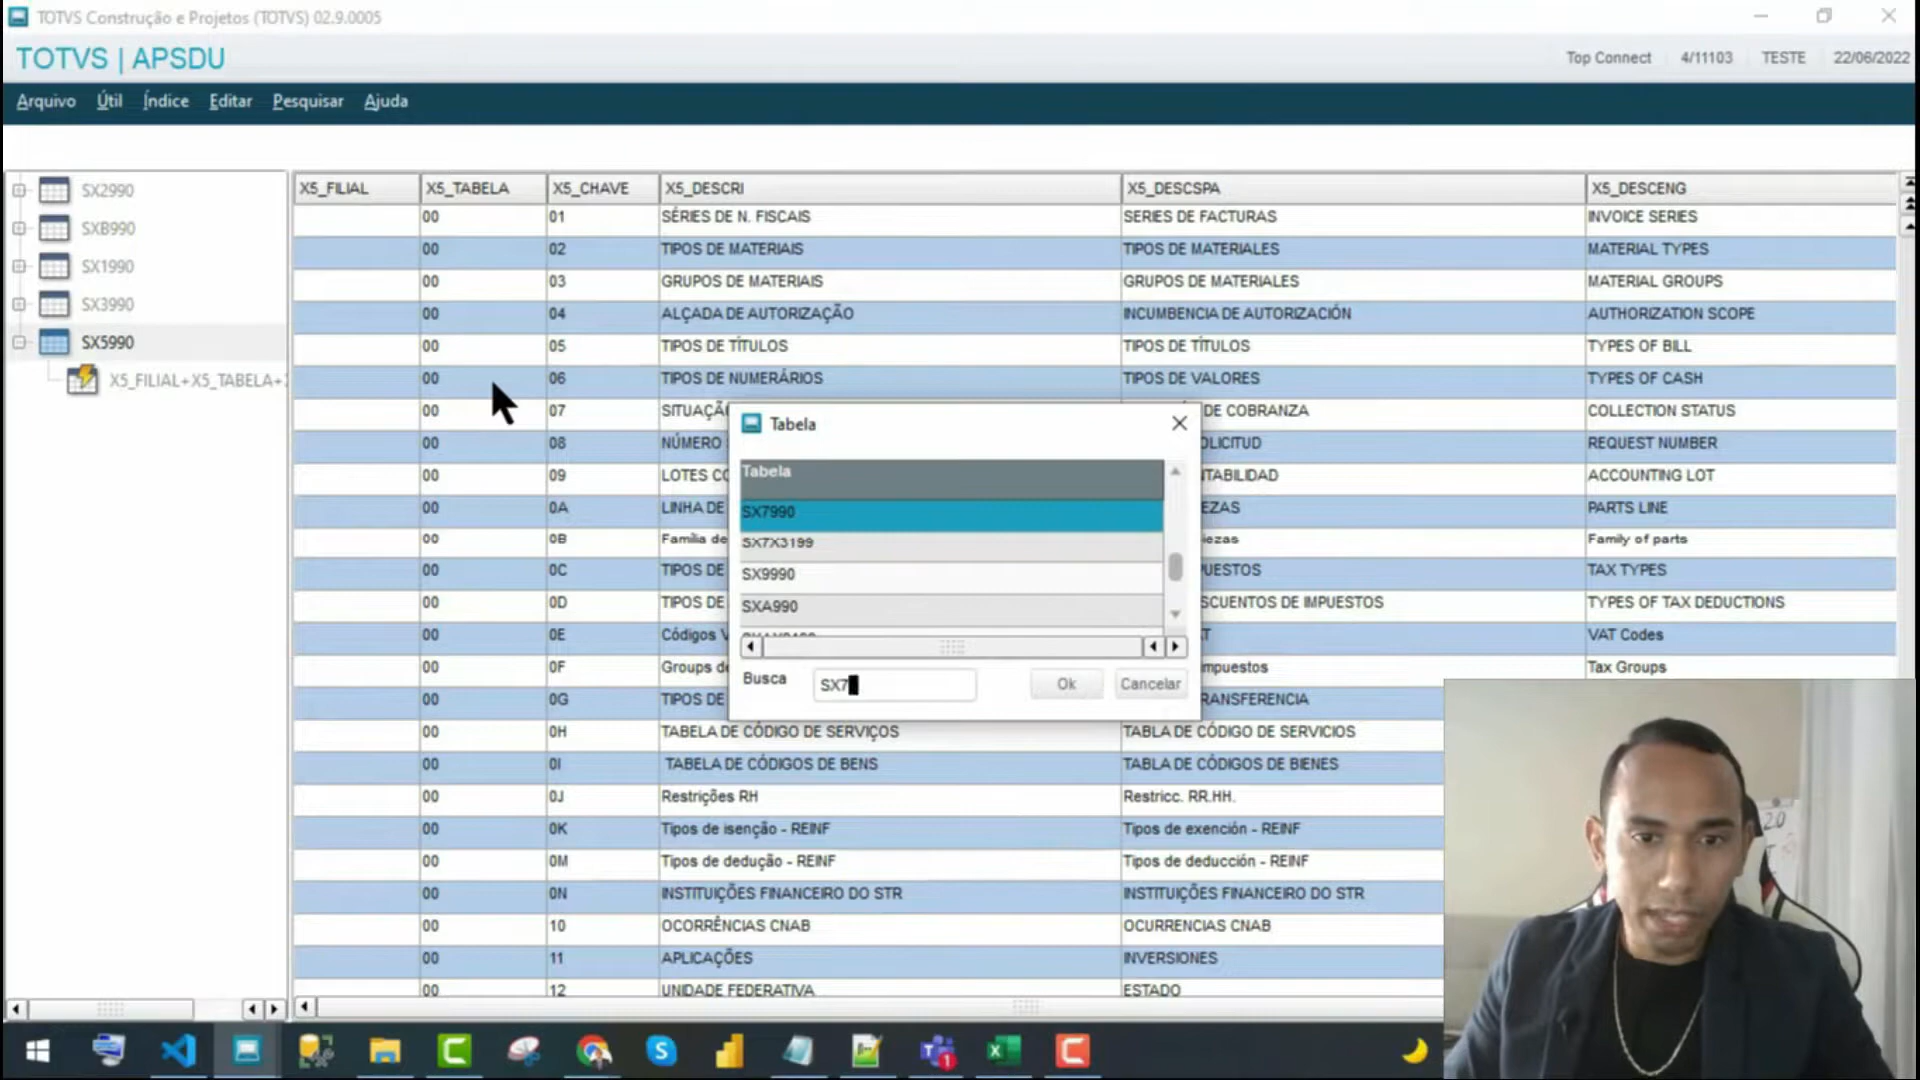 TOTVS Construção e Projetos (TOTVS) 02.9.0005
TOTVS | APSDU
Top Connect 4/11103 TESTE 22/06/2022
Arquivo Útil Índice Editar Pesquisar Ajuda
SX2990
SXB990
SX1990
SX3990
SX5990
X5_FILIAL+X5_TABELA+
X5_FILIAL X5_TABELA X5_CHAVE X5_DESCRI X5_DESCSPA X5_DESCENG
00 01 SÉRIES DE N. FISCAIS SERIES DE FACTURAS INVOICE SERIES
00 02 TIPOS DE MATERIAIS TIPOS DE MATERIALES MATERIAL TYPES
00 03 GRUPOS DE MATERIAIS GRUPOS DE MATERIALES MATERIAL GROUPS
00 04 ALÇADA DE AUTORIZAÇÃO INCUMBENCIA DE AUTORIZACIÓN AUTHORIZATION SCOPE
00 05 TIPOS DE TÍTULOS TIPOS DE TÍTULOS TYPES OF BILL
00 06 TIPOS DE NUMERÁRIOS TIPOS DE VALORES TYPES OF CASH
00 07 SITUAÇÃ DE COBRANZA COLLECTION STATUS
00 08 NÚMERO OLICITUD REQUEST NUMBER
00 09 LOTES CO TABILIDAD ACCOUNTING LOT
00 0A LINHA DE EZAS PARTS LINE
00 0B Família de iezas Family of parts
00 0C TIPOS DE UESTOS TAX TYPES
00 0D TIPOS DE SCUENTOS DE IMPUESTOS TYPES OF TAX DEDUCTIONS
00 0E Códigos V T VAT Codes
00 0F Groups de mpuestos Tax Groups
00 0G TIPOS DE RANSFERENCIA
00 0H TABELA DE CÓDIGO DE SERVIÇOS TABLA DE CÓDIGO DE SERVICIOS
00 0I TABELA DE CÓDIGOS DE BENS TABLA DE CÓDIGOS DE BIENES
00 0J Restrições RH Restricc. RR.HH.
00 0K Tipos de isenção - REINF Tipos de exención - REINF
00 0M Tipos de dedução - REINF Tipos de deducción - REINF
00 0N INSTITUIÇÕES FINANCEIRO DO STR INSTITUIÇÕES FINANCEIRO DO STR
00 10 OCORRÊNCIAS CNAB OCURRENCIAS CNAB
00 11 APLICAÇÕES INVERSIONES
00 12 UNIDADE FEDERATIVA ESTADO
Tabela
Tabela
SX7990
SX7X3199
SX9990
SXA990
Busca SX7 Ok Cancelar
20
1